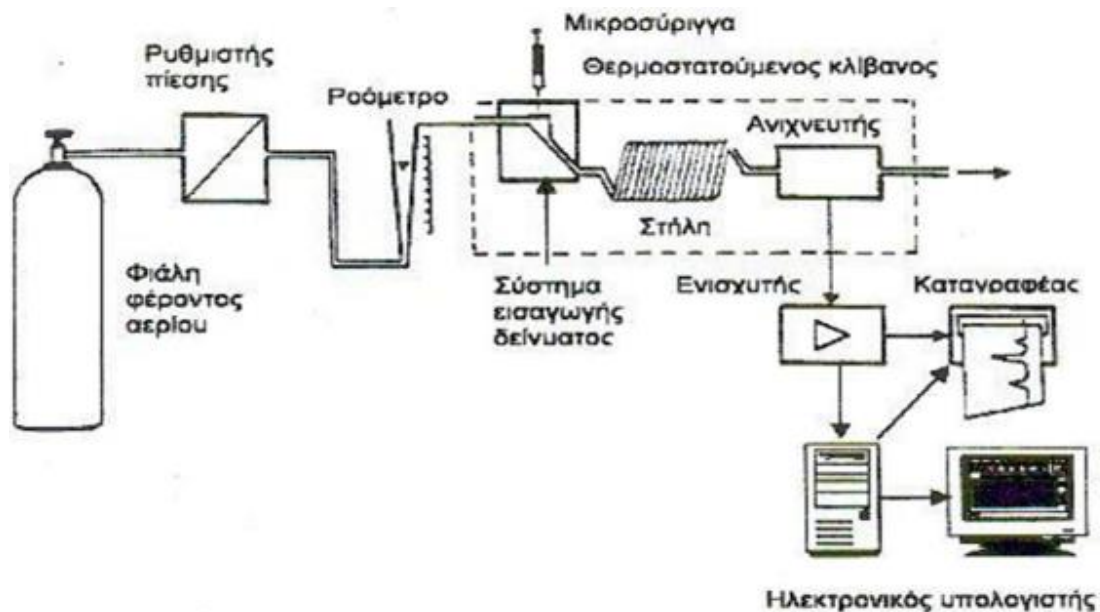 Μικροσύριγγα
Ρυθμιστής
πίεσης
Θερμοστατούμενος κλίβανος
Ροόμετρο
Ανιχνευτής
Στήλη
Φιάλη
φέροντος
αερίου
Σύστημα
εισαγωγής
δείγματος
Ενισχυτής
Καταγραφέας
Ηλεκτρονικός υπολογιστής